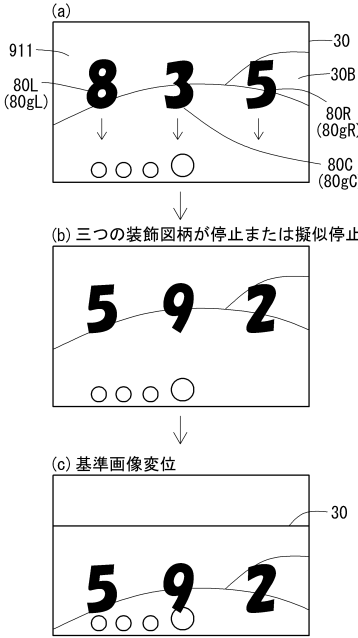 (a)
911
30
8 3 5
30B
80L
(80gL)
80R
(80gR)
80C
(80gC
(b) 三つの装飾図柄が停止または擬似停止
5 9 2
(c) 基準画像変位
30
5 9 2